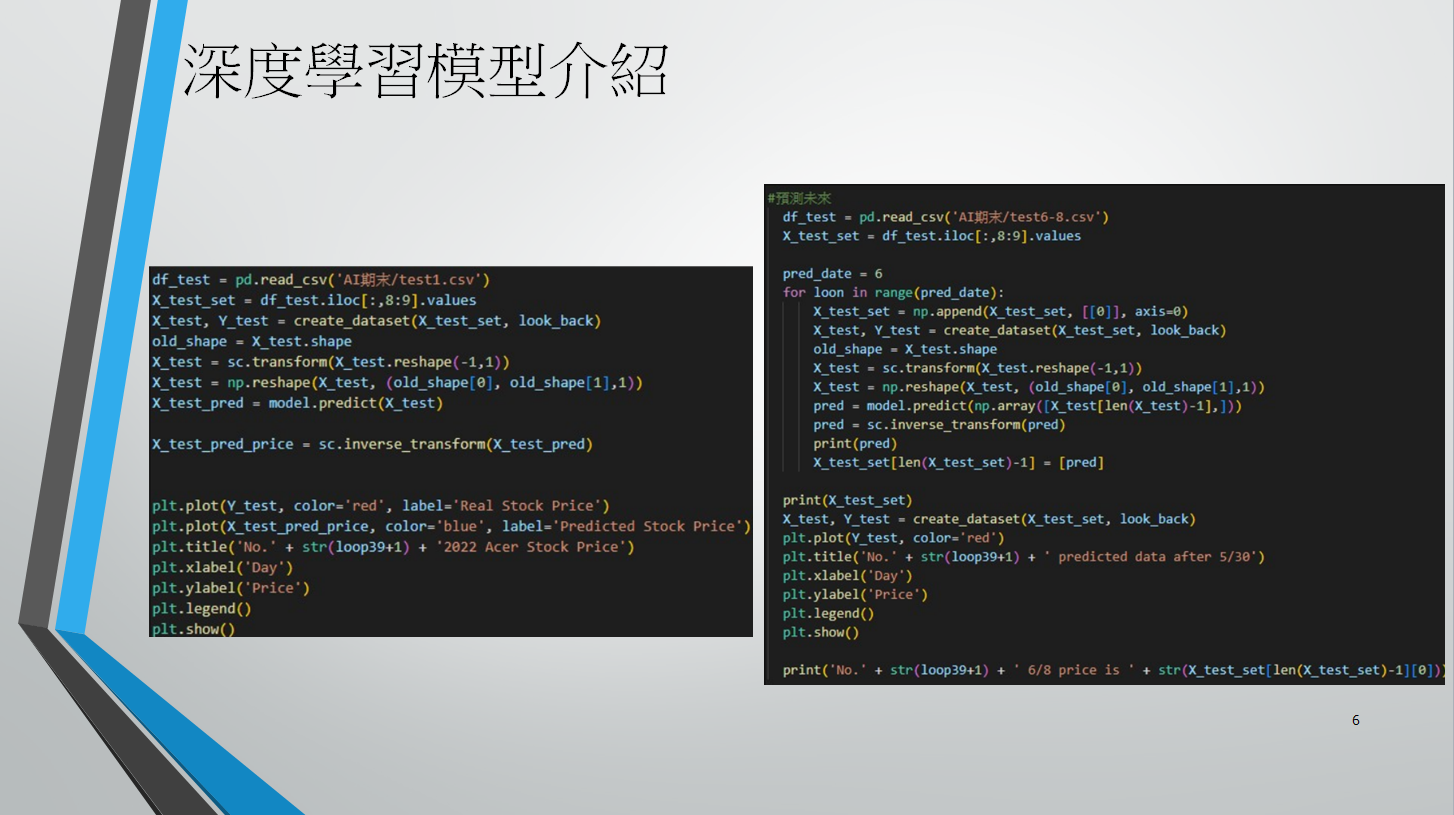 深度學習模型介紹
df_test = pd.read_csv('AI期末/test1.csv')
X_test_set = df_test.iloc[:,8:9].values
X_test, Y_test = create_dataset(X_test_set, look_back)
old_shape = X_test.shape
X_test = sc.transform(X_test.reshape(-1,1))
X_test = np.reshape(X_test, (old_shape[0], old_shape[1],1))
X_test_pred = model.predict(X_test)
X_test_pred_price = sc.inverse_transform(X_test_pred)
plt.plot(Y_test, color='red', label='Real Stock Price')
plt.plot(X_test_pred_price, color='blue', label='Predicted Stock Price')
plt.title('No.' + str(loop39+1) + '2022 Acer Stock Price')
plt.xlabel('Day')
plt.ylabel('Price')
plt.legend()
plt.show()
#預測未來
df_test = pd.read_csv('AI期末/test6-8.csv')
X_test_set = df_test.iloc[:,8:9].values
pred_date = 6
for loon in range(pred_date):
X_test_set = np.append(X_test_set, [[0]], axis=0)
X_test, Y_test = create_dataset(X_test_set, look_back)
old_shape = X_test.shape
X_test = sc.transform(X_test.reshape(-1,1))
X_test = np.reshape(X_test, (old_shape[0], old_shape[1],1))
pred = model.predict(np.array([X_test[len(X_test)-1],]))
pred = sc.inverse_transform(pred)
print(pred)
X_test_set[len(X_test_set)-1] = [pred]
print(X_test_set)
X_test, Y_test = create_dataset(X_test_set, look_back)
plt.plot(Y_test, color='red')
plt.title('No.' + str(loop39+1) + ' predicted data after 5/30')
plt.xlabel('Day')
plt.ylabel('Price')
plt.legend()
plt.show()
print('No.' + str(loop39+1) + ' 6/8 price is ' + str(X_test_set[len(X_test_set)-1][0]))
6